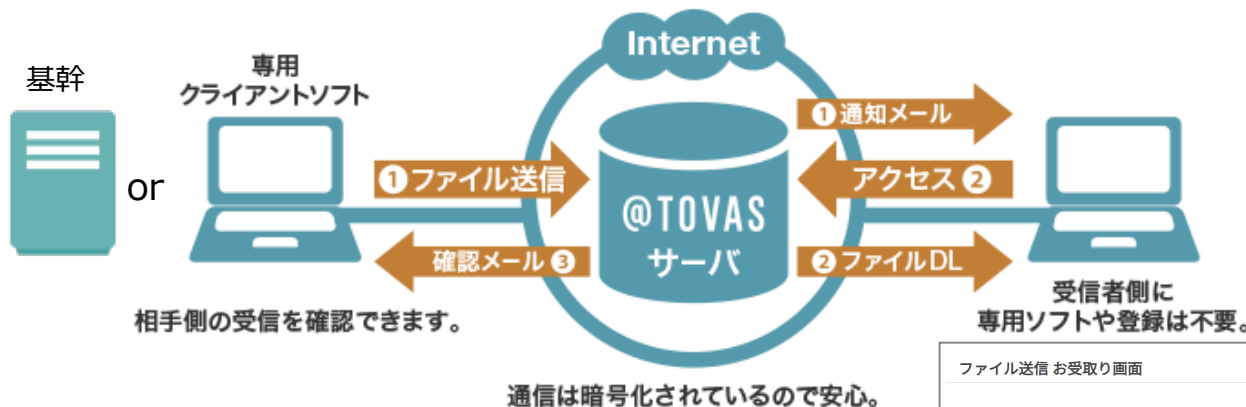 Internet
基幹
専用
クライアントソフト
or
❶ファイル送信
確認メール❸
@TOVAS
サーバ
❶通知メール
アクセス❷
❷ファイルDL
相手側の受信を確認できます。
受信者側に
専用ソフトや登録は不要。
通信は暗号化されているので安心。
ファイル送信 お受取り画面